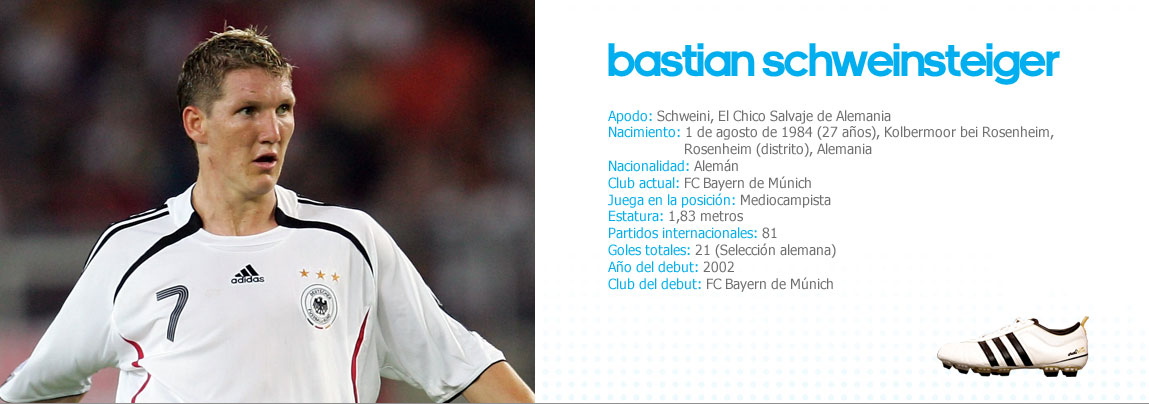 bastian schweinsteiger
Apodo: Schweini, El Chico Salvaje de Alemania
Nacimiento: 1 de agosto de 1984 (27 años), Kolbermoor bei Rosenheim,
Rosenheim (distrito), Alemania
Nacionalidad: Alemán
Club actual: FC Bayern de Múnich
Juega en la posición: Mediocampista
Estatura: 1,83 metros
Partidos internacionales: 81
Goles totales: 21 (Selección alemana)
Año del debut: 2002
Club del debut: FC Bayern de Múnich
adidas
7